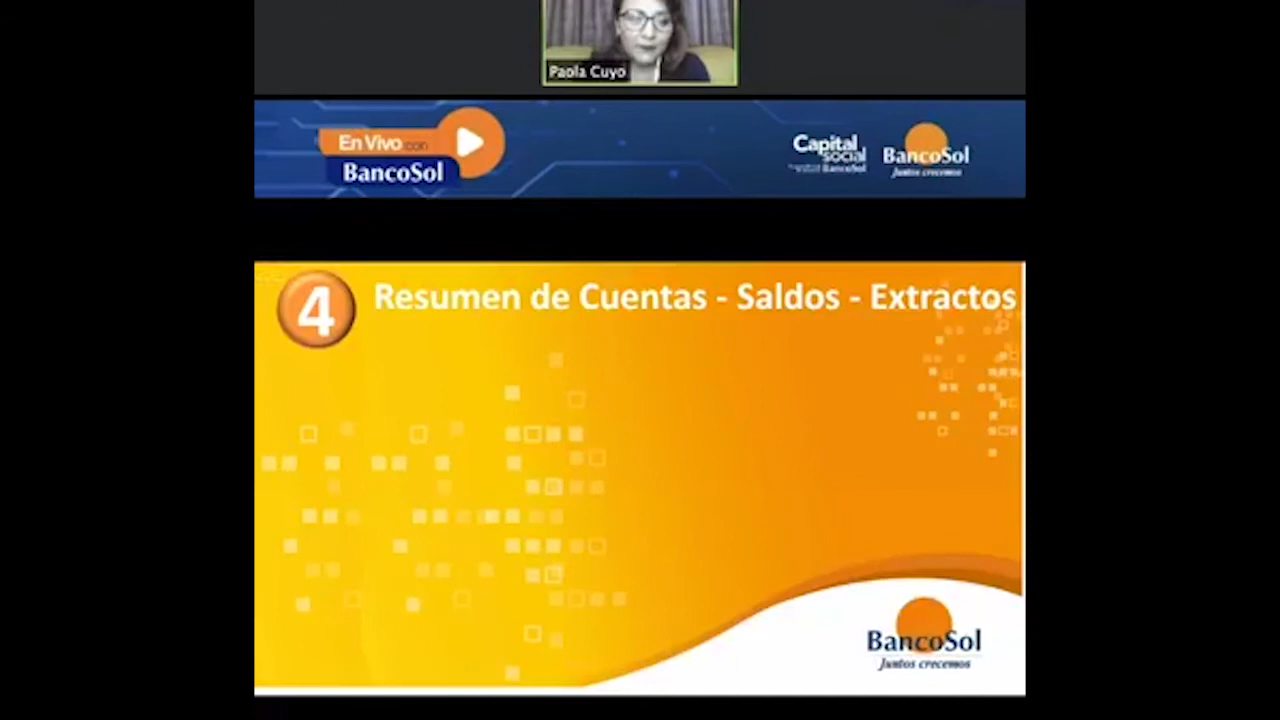 Paola Cuyo
En Vivo con
BancoSol
Capital
social
BancoSol
BancoSol
Juntos crecemos
4
Resumen de Cuentas - Saldos - Extractos
BancoSol
Juntos crecemos